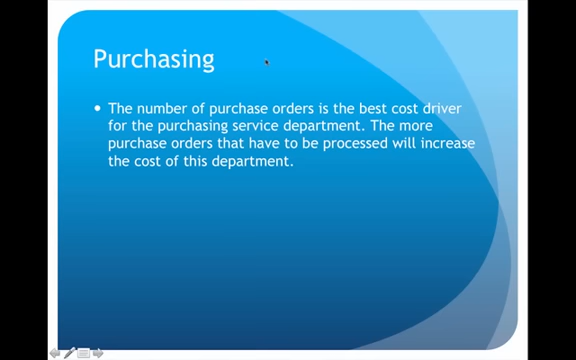 Purchasing
• The number of purchase orders is the best cost driver
for the purchasing service department. The more
purchase orders that have to be processed will increase
the cost of this department.